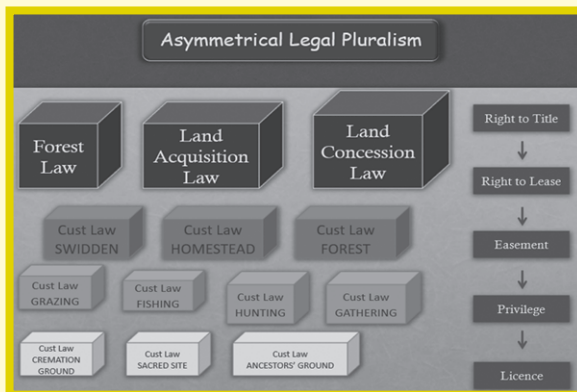 Asymmetrical Legal Pluralism
Forest
Law
Land
Acquisition
Law
Land
Concession
Law
Cust Law
SWIDDEN
Cust Law
HOMESTEAD
Cust Law
FOREST
Cust Law
GRAZING
Cust Law
FISHING
Cust Law
HUNTING
Cust Law
GATHERING
Cust Law
CREMATION
GROUND
Cust Law
SACRED SITE
Cust Law
ANCESTORS' GROUND
Right to Title
Right to Lease
Easement
Privilege
Licence